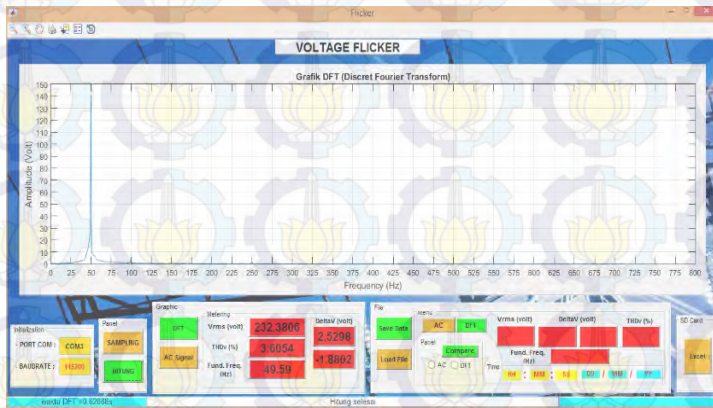 Flicker
VOLTAGE FLICKER
Grafik DFT (Discret Fourier Transform)
Amplitude (Volt)
150
140
130
120
110
100
90
80
70
60
50
40
30
20
10
0
0 25 50 75 100 125 150 175 200 225 250 275 300 325 350 375 400 425 450 475 500 525 550 575 600 625 650 675 700 725 750 775 800
Frequency (Hz)
Initialization
PORT COM : COM3
BAUDRATE : 115200
Panel
SAMPLING
HITUNG
Graphic
DFT
AC Signal
Metering
Vrms (volt) 232.3806
THDv (%) 3.6054
Fund. Freq. (Hz) 49.59
DeltaV (volt)
2.5298
-1.8892
File
Save Data
Load File
Menu
AC DFT
Panel
Compare
AC DFT
Vrms (volt) DeltaV (volt) THDv (%)
Fund. Freq. (Hz)
Time HH : MM : SS DD / MM / YY
SD Card
Excel
Hitung selesai